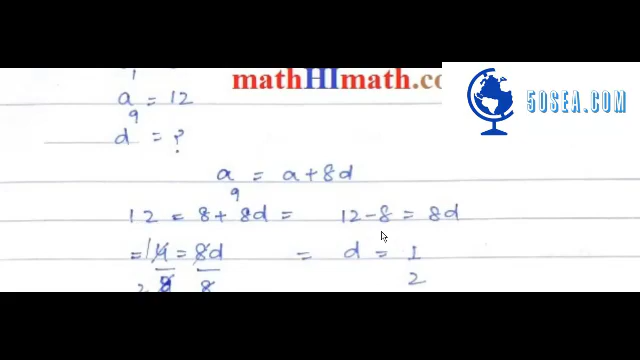 1
mathHImath.co
50SEA.COM
a₉ = 12
d = ?
a₉ = a + 8d
12 = 8 + 8d = 12 - 8 = 8d
= 4/8 = 8d/8 = d = 1/2